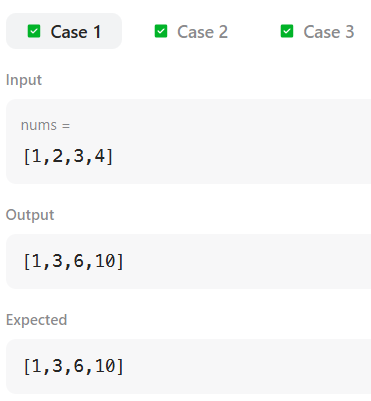 Case 1 Case 2 Case 3
Input
nums =
[1,2,3,4]
Output
[1,3,6,10]
Expected
[1,3,6,10]